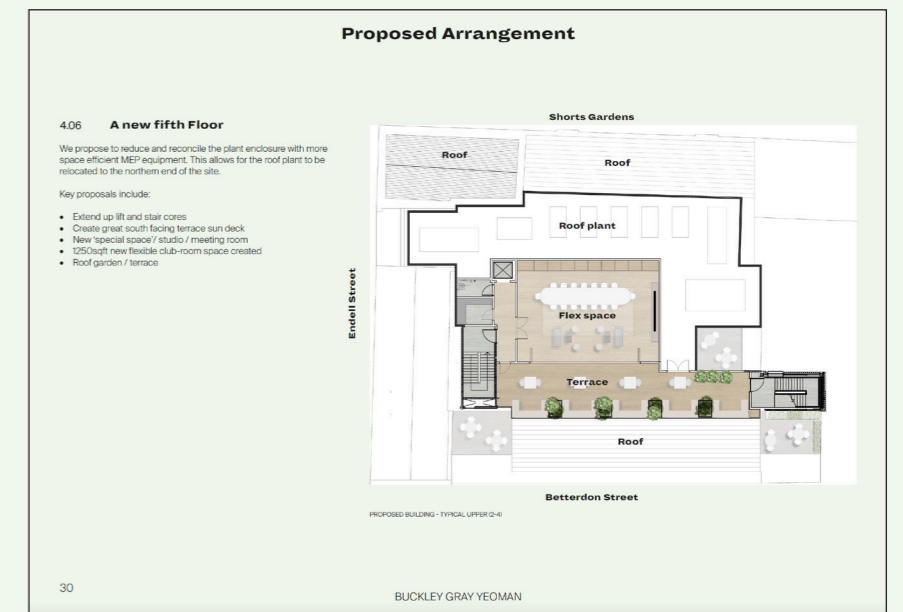 Proposed Arrangement
4.06 A new fifth Floor
We propose to reduce and reconcile the plant enclosure with more
space efficient MEP equipment. This allows for the roof plant to be
relocated to the northern end of the site.
Key proposals include:
• Extend up lift and stair cores
• Create great south facing terrace sun deck
• New 'special space'/ studio / meeting room
• 1250sqft new flexible club-room space created
• Roof garden / terrace
Shorts Gardens
Roof
Roof
Roof plant
Endell Street
Flex space
Terrace
Roof
Betterdon Street
PROPOSED BUILDING - TYPICAL UPPER (2-4)
30
BUCKLEY GRAY YEOMAN